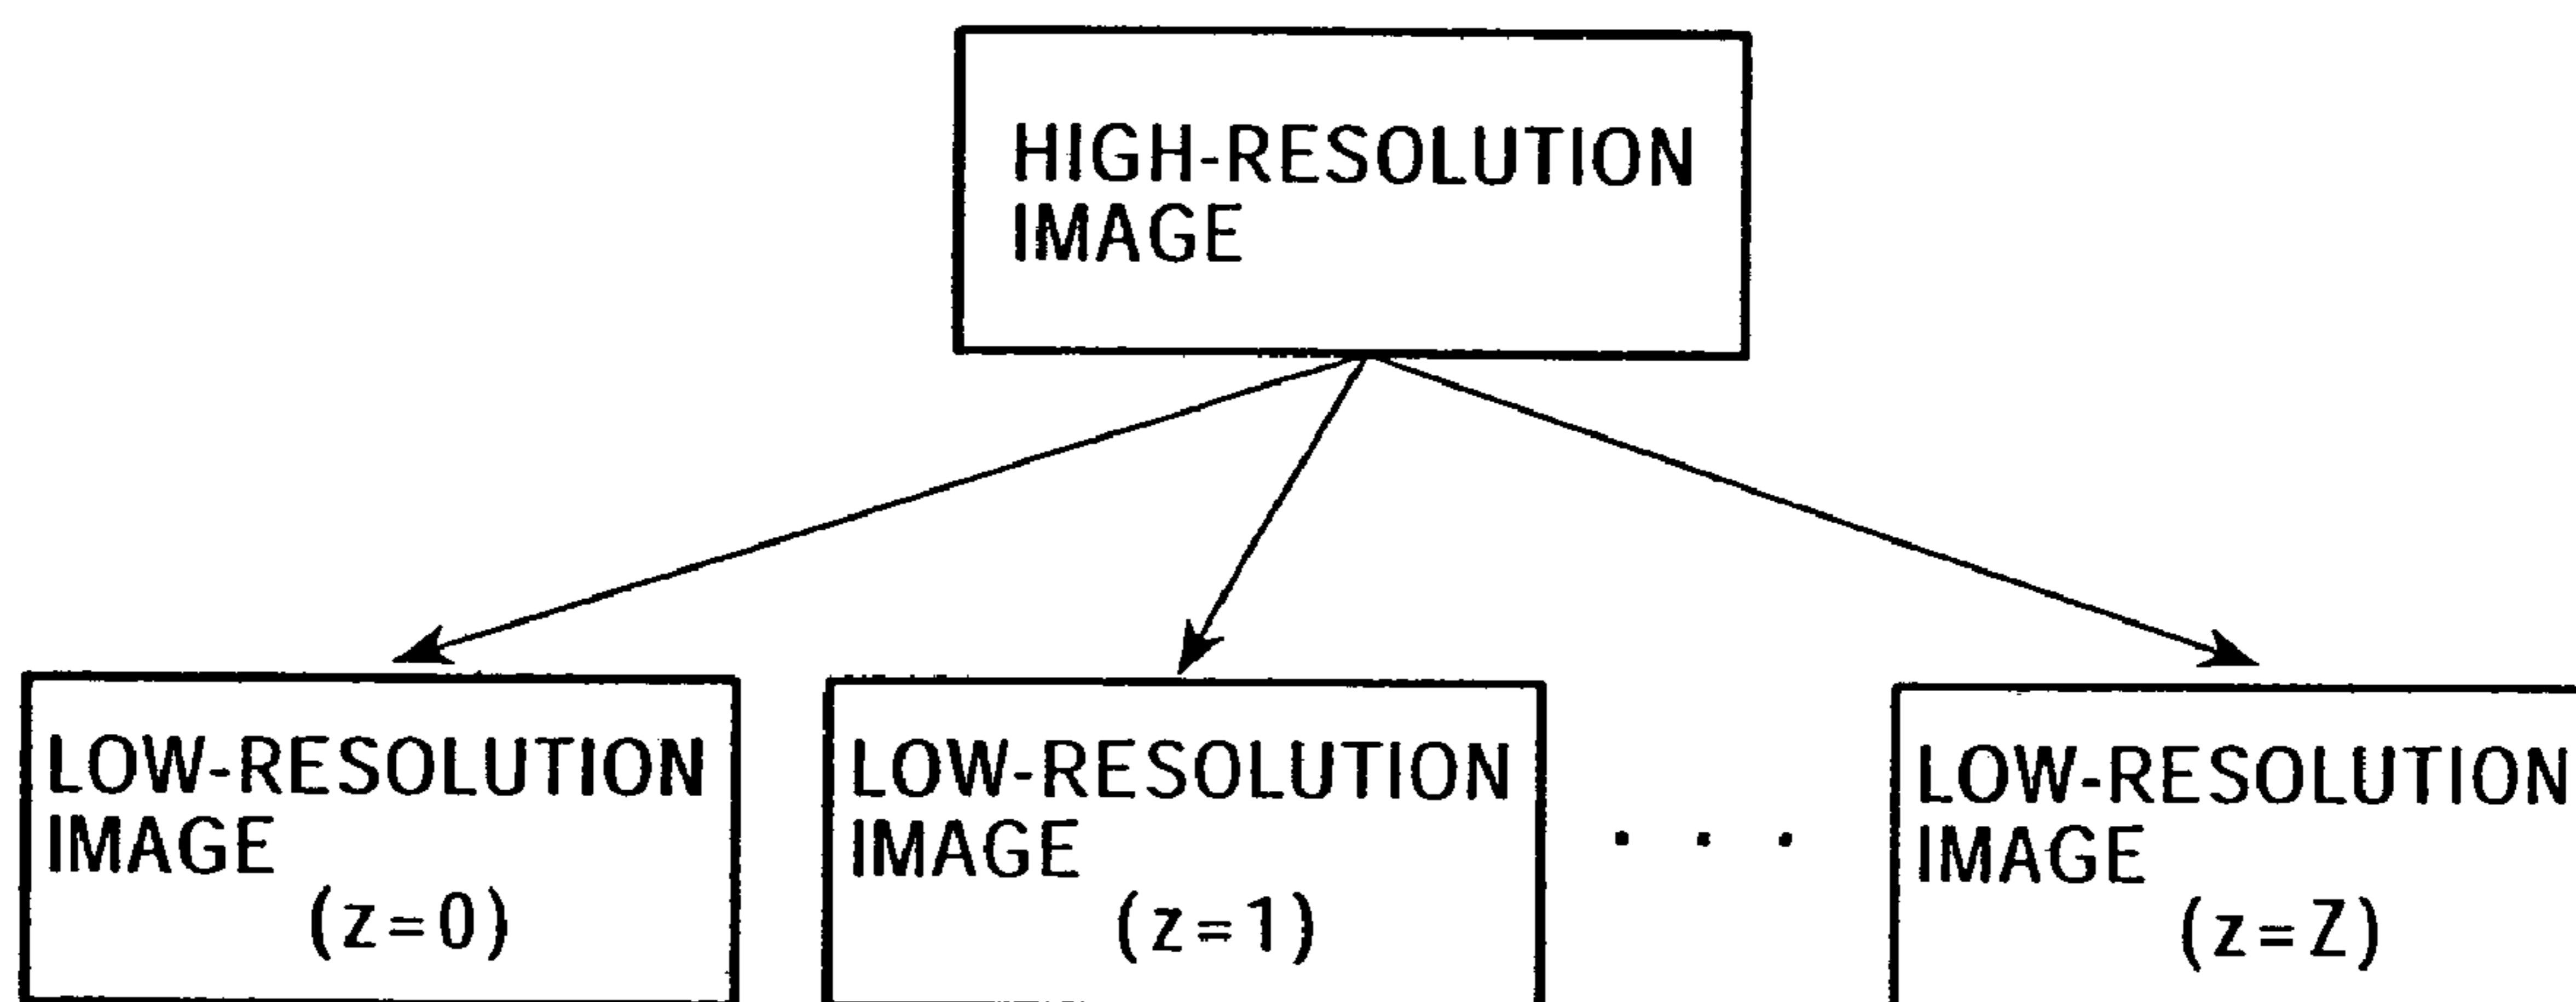 HIGH-RESOLUTION
IMAGE
LOW-RESOLUTION
IMAGE
(z=0)
LOW-RESOLUTION
IMAGE
(z=1)
. . .
LOW-RESOLUTION
IMAGE
(z=Z)